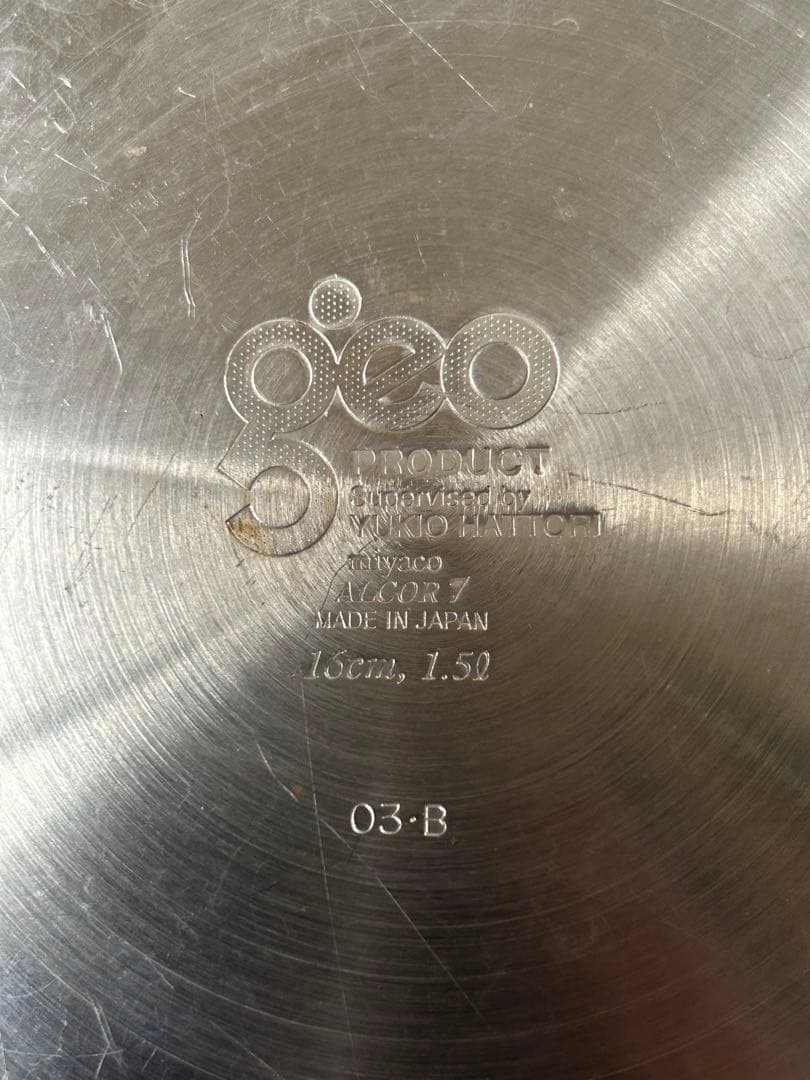 geo
PRODUCT
Supervised by
YUKIO HATTORI
miyaco
ALCOR 7
MADE IN JAPAN
16cm, 1.5ℓ
03·B